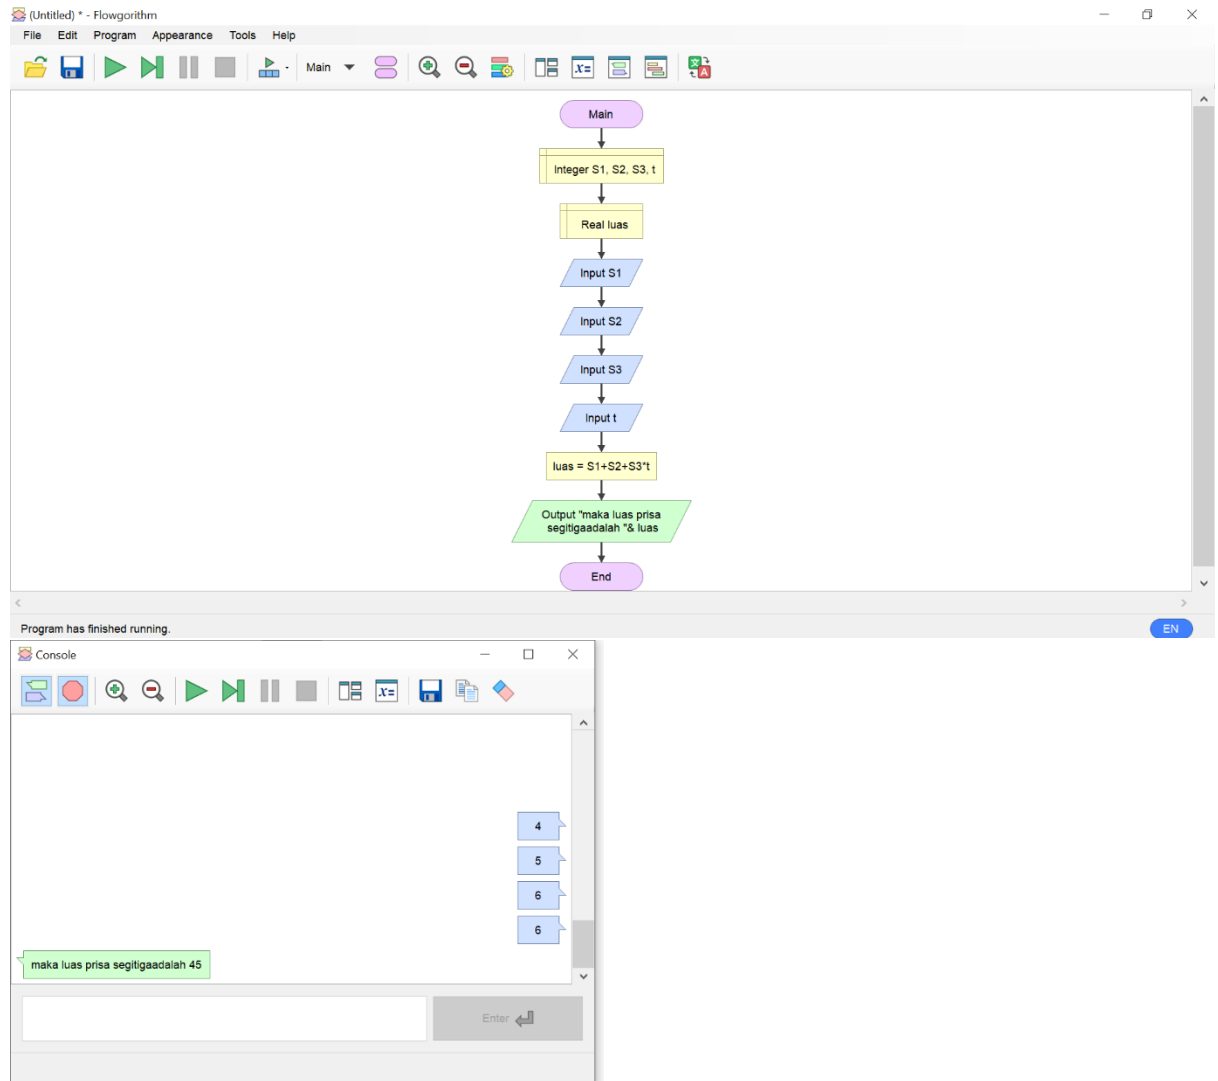 (Untitled) * - Flowgorithm
File Edit Program Appearance Tools Help
Main
x=
Main
Integer S1, S2, S3, t
Real luas
Input S1
Input S2
Input S3
Input t
luas = S1+S2+S3*t
Output "maka luas prisa
segitigaadalah "& luas
End
Program has finished running.
EN
Console
x=
4
5
6
6
maka luas prisa segitigaadalah 45
Enter